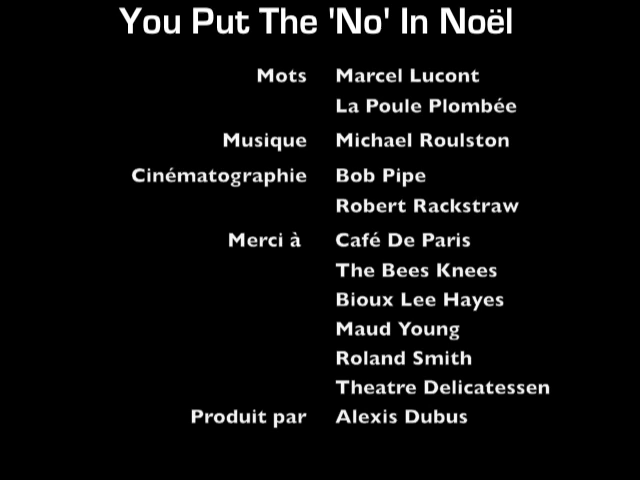 You Put The 'No' In Noël
Mots Marcel Lucont
La Poule Plombée
Musique Michael Roulston
Cinématographie Bob Pipe
Robert Rackstraw
Merci à Café De Paris
The Bees Knees
Bioux Lee Hayes
Maud Young
Roland Smith
Theatre Delicatessen
Produit par Alexis Dubus